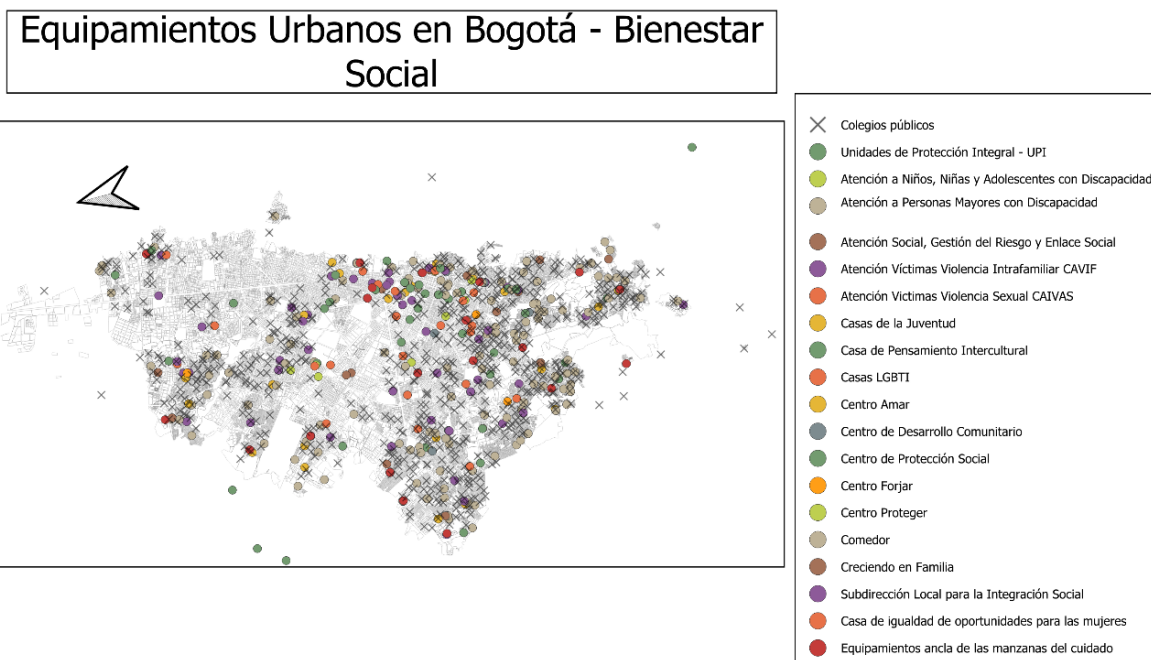 Equipamientos Urbanos en Bogotá - Bienestar
Social
Colegios públicos
Unidades de Protección Integral - UPI
Atención a Niños, Niñas y Adolescentes con Discapacidad
Atención a Personas Mayores con Discapacidad
Atención Social, Gestión del Riesgo y Enlace Social
Atención Víctimas Violencia Intrafamiliar CAVIF
Atención Victimas Violencia Sexual CAIVAS
Casas de la Juventud
Casa de Pensamiento Intercultural
Casas LGBTI
Centro Amar
Centro de Desarrollo Comunitario
Centro de Protección Social
Centro Forjar
Centro Proteger
Comedor
Creciendo en Familia
Subdirección Local para la Integración Social
Casa de igualdad de oportunidades para las mujeres
Equipamientos ancla de las manzanas del cuidado